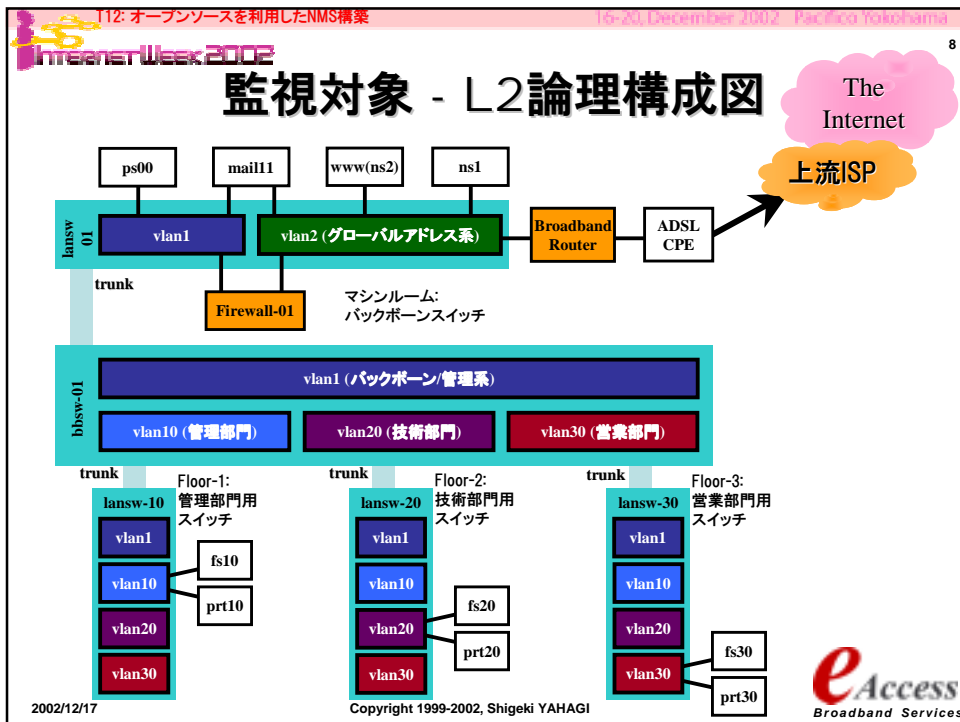 T12: オープンソースを利用したNMS構築
16-20, December 2002 Pacifico Yokohama
InternetWeek2002
8
監視対象 - L2論理構成図
The
Internet
上流ISP
ps00
mail11
www(ns2)
ns1
lansw
01
vlan1
vlan2 (グローバルアドレス系)
Broadband
Router
ADSL
CPE
trunk
Firewall-01
マシンルーム:
バックボーンスイッチ
bbsw-01
vlan1 (バックボーン/管理系)
vlan10 (管理部門)
vlan20 (技術部門)
vlan30 (営業部門)
trunk
Floor-1:
管理部門用
スイッチ
lansw-10
vlan1
vlan10
vlan20
vlan30
fs10
prt10
trunk
Floor-2:
技術部門用
スイッチ
lansw-20
vlan1
vlan10
vlan20
vlan30
fs20
prt20
trunk
Floor-3:
営業部門用
スイッチ
lansw-30
vlan1
vlan10
vlan20
vlan30
fs30
prt30
2002/12/17
Copyright 1999-2002, Shigeki YAHAGI
e Access
Broadband Services